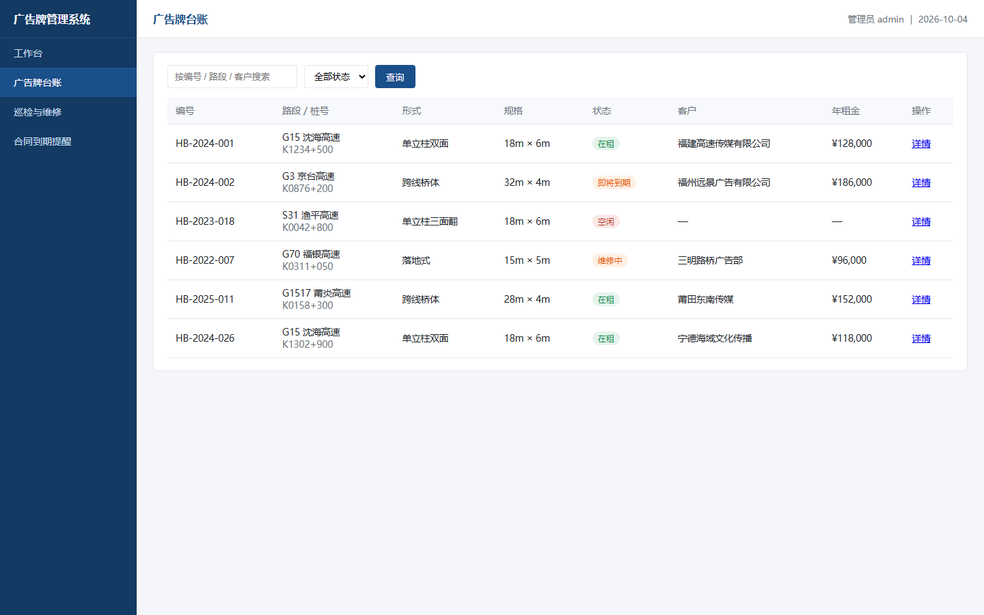 广告牌管理系统
工作台
广告牌台账
巡检与维修
合同到期提醒
广告牌台账
管理员 admin | 2026-10-04
按编号 / 路段 / 客户搜索 全部状态 查询
编号 路段 / 桩号 形式 规格 状态 客户 年租金 操作
HB-2024-001 G15 沈海高速 单立柱双面 18m × 6m 在租 福建高速传媒有限公司 ¥128,000 详情
K1234+500
HB-2024-002 G3 京台高速 跨线桥体 32m × 4m 即将到期 福州远景广告有限公司 ¥186,000 详情
K0876+200
HB-2023-018 S31 渔平高速 单立柱三面翻 18m × 6m 空闲 — — 详情
K0042+800
HB-2022-007 G70 福银高速 落地式 15m × 5m 维修中 三明路桥广告部 ¥96,000 详情
K0311+050
HB-2025-011 G1517 莆炎高速 跨线桥体 28m × 4m 在租 莆田东南传媒 ¥152,000 详情
K0158+300
HB-2024-026 G15 沈海高速 单立柱双面 18m × 6m 在租 宁德海域文化传播 ¥118,000 详情
K1302+900